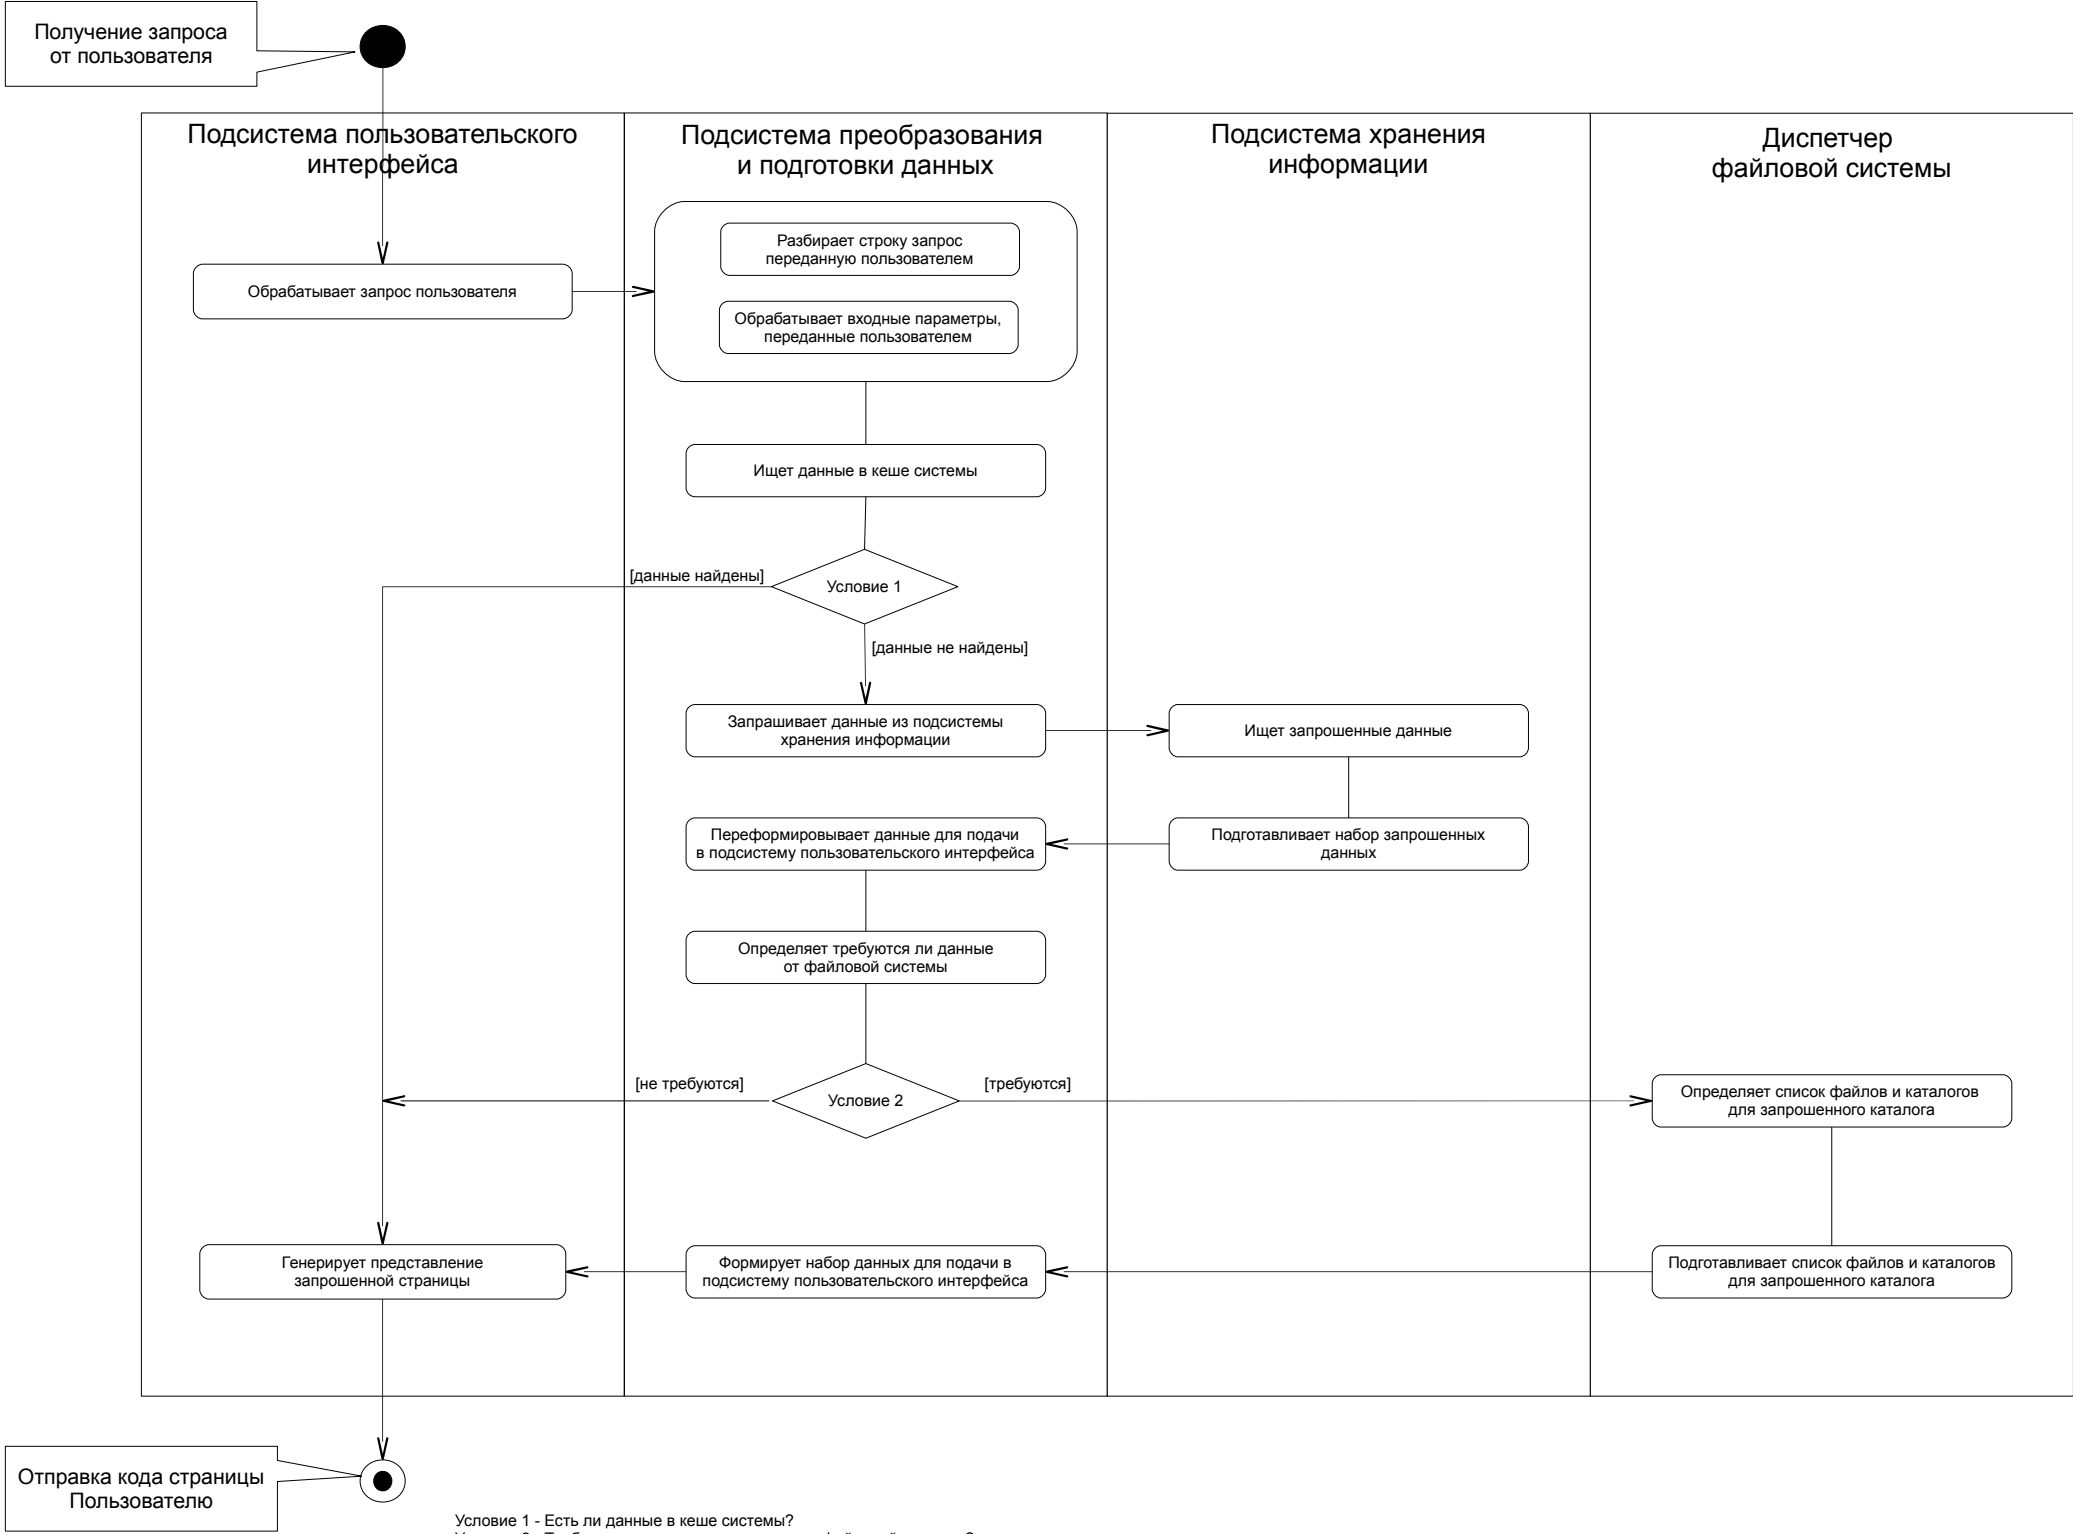 Получение запроса
от пользователя
Подсистема пользовательского
интерфейса
Подсистема преобразования
и подготовки данных
Подсистема хранения
информации
Диспетчер
файловой системы
Разбирает строку запрос
переданную пользователем
Обрабатывает запрос пользователя
Обрабатывает входные параметры,
переданные пользователем
Ищет данные в кеше системы
[данные найдены]
Условие 1
[данные не найдены]
Запрашивает данные из подсистемы
хранения информации
Ищет запрошенные данные
Переформировывает данные для подачи
в подсистему пользовательского интерфейса
Подготавливает набор запрошенных
данных
Определяет требуются ли данные
от файловой системы
[не требуются]
Условие 2
[требуются]
Определяет список файлов и каталогов
для запрошенного каталога
Генерирует представление
запрошенной страницы
Формирует набор данных для подачи в
подсистему пользовательского интерфейса
Подготавливает список файлов и каталогов
для запрошенного каталога
Отправка кода страницы
Пользователю
Условие 1 - Есть ли данные в кеше системы?